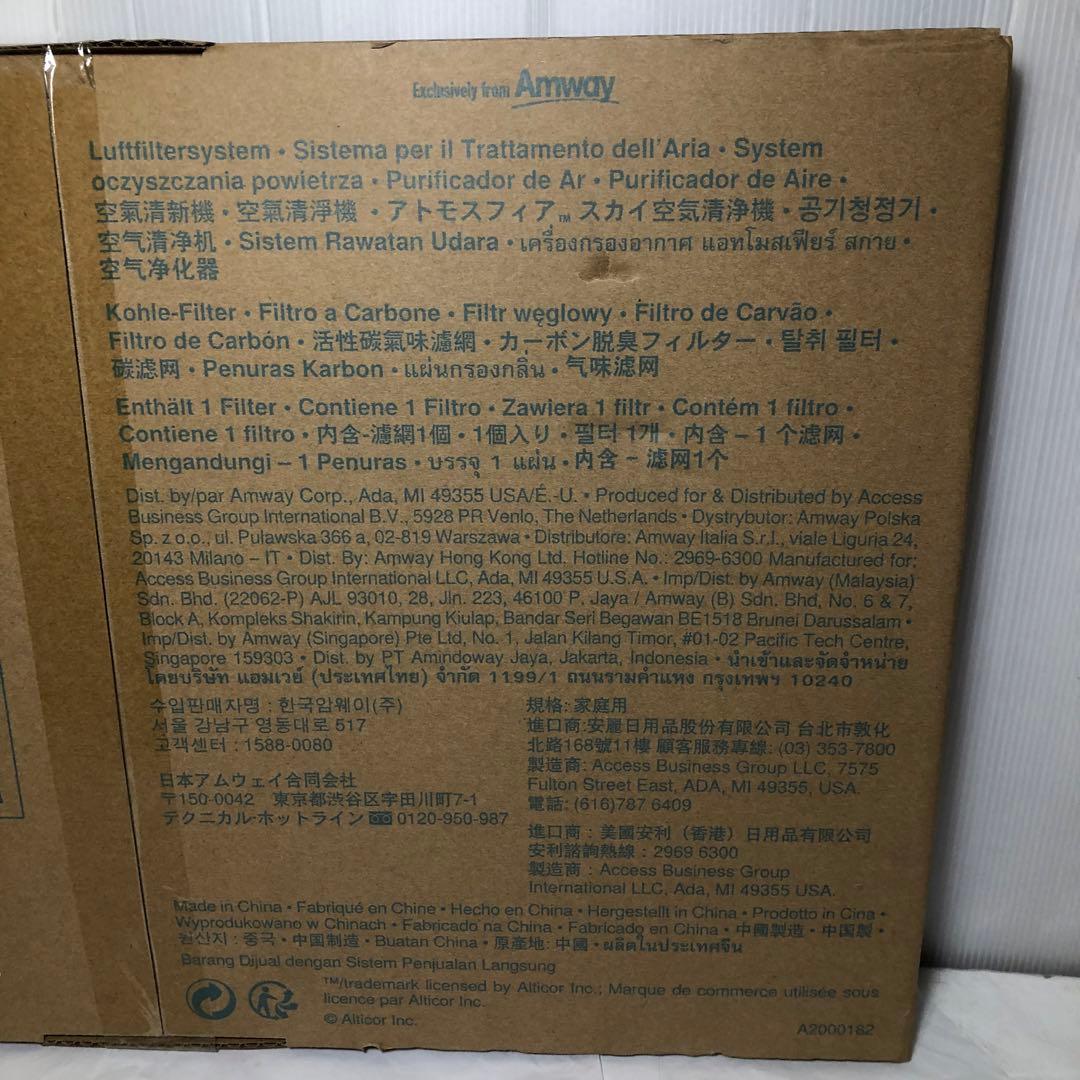 Exclusively from Amway
Luftfiltersystem • Sistema per il Trattamento dell'Aria • System
oczyszczania powietrza • Purificador de Ar • Purificador de Aire •
空氣清新機 • 空氣清淨機 • アトモスフィア™ スカイ空気清浄機 • 공기청정기 •
空气清净机 • Sistem Rawatan Udara • เครื่องกรองอากาศ แอทโมสเฟียร์ สกาย •
空气净化器
Kohle-Filter • Filtro a Carbone • Filtr węglowy • Filtro de Carvão •
Filtro de Carbón • 活性碳氣味濾網 • カーボン脱臭フィルター • 탈취 필터 •
碳滤网 • Penuras Karbon • แผ่นกรองกลิ่น • 气味滤网
Enthält 1 Filter • Contiene 1 Filtro • Zawiera 1 filtr • Contém 1 filtro •
Contiene 1 filtro • 内含-濾網1個 • 1個入り • 필터 1개 • 内含 – 1 个滤网 •
Mengandungi – 1 Penuras • บรรจุ 1 แผ่น • 内含 – 滤网1个
Dist. by/par Amway Corp., Ada, MI 49355 USA/É.-U. • Produced for & Distributed by Access
Business Group International B.V., 5928 PR Venlo, The Netherlands • Dystrybutor: Amway Polska
Sp. z o.o., ul. Pulawska 366 a, 02-819 Warszawa • Distributore: Amway Italia S.r.l., viale Liguria 24,
20143 Milano – IT • Dist. By: Amway Hong Kong Ltd. Hotline No.: 2969-6300 Manufactured for:
Access Business Group International LLC, Ada, MI 49355 U.S.A. • Imp/Dist. by Amway (Malaysia)
Sdn. Bhd. (22062-P) AJL 93010, 28, Jln. 223, 46100 P. Jaya / Amway (B) Sdn. Bhd, No. 6 & 7,
Block A, Kompleks Shakirin, Kampung Kiulap, Bandar Seri Begawan BE1518 Brunei Darussalam •
Imp/Dist. by Amway (Singapore) Pte Ltd, No. 1, Jalan Kilang Timor, #01-02 Pacific Tech Centre,
Singapore 159303 • Dist. by PT Amindoway Jaya, Jakarta, Indonesia • นำเข้าและจัดจำหน่าย
โดยบริษัท แอมเวย์ (ประเทศไทย) จำกัด 1199/1 ถนนรามคำแหง กรุงเทพฯ 10240
수입판매자명 : 한국암웨이(주)
서울 강남구 영동대로 517
고객센터 : 1588-0080
日本アムウェイ合同会社
〒150-0042 東京都渋谷区宇田川町7-1
テクニカル·ホットライン 0120-950-987
規格: 家庭用
進口商:安麗日用品股份有限公司 台北市敦化
北路168號11樓 顧客服務專線: (03) 353-7800
製造商: Access Business Group LLC, 7575
Fulton Street East, ADA, MI 49355, USA.
電話: (616)787 6409
進口商 : 美國安利（香港）日用品有限公司
安利諮詢熱線 : 2969 6300
製造商 : Access Business Group
International LLC, Ada, MI 49355 USA.
Made in China • Fabriqué en Chine • Hecho en China • Hergestellt in China • Prodotto in Cina •
Wyprodukowano w Chinach • Fabricado na China • Fabricado en China • 中國製造 • 中国製 •
원산지 : 중국 • 中国制造 • Buatan China • 原產地: 中國 • ผลิตในประเทศจีน
Barang Dijual dengan Sistem Penjualan Langsung
™/trademark licensed by Alticor Inc.; Marque de commerce utilisée sous
licence par Alticor Inc.
© Alticor Inc.
A2000182